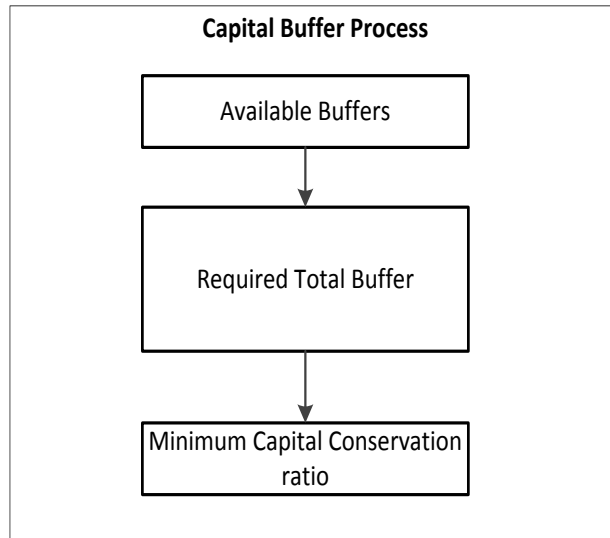 Capital Buffer Process
Available Buffers
Required Total Buffer
Minimum Capital Conservation
ratio